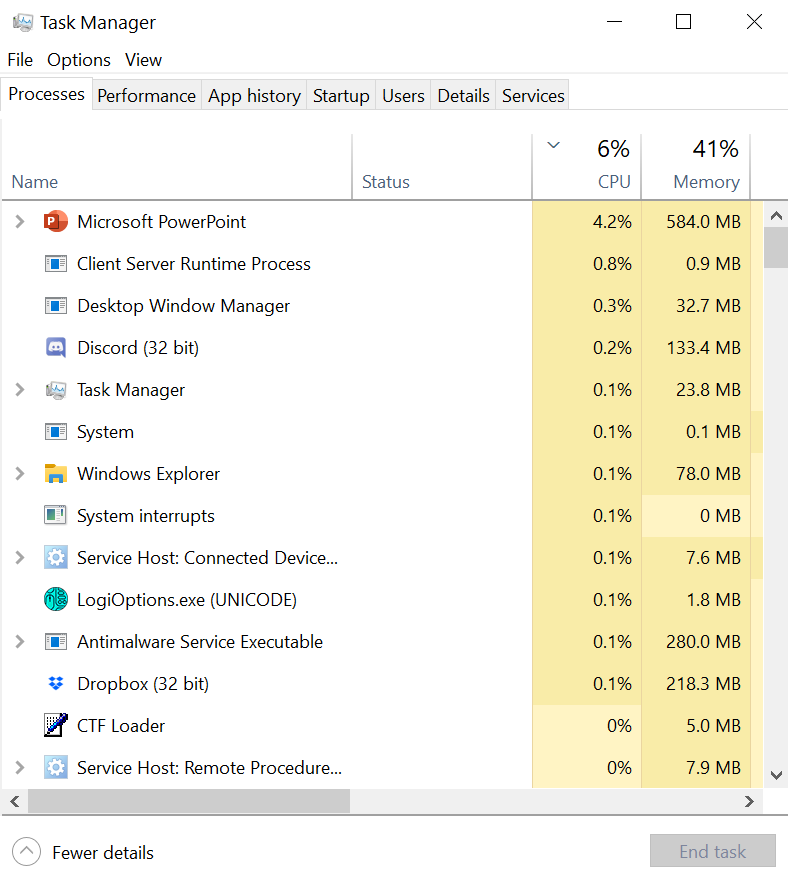 Task Manager
File Options View
Processes Performance App history Startup Users Details Services
6% 41%
Name Status CPU Memory
Microsoft PowerPoint 4.2% 584.0 MB
Client Server Runtime Process 0.8% 0.9 MB
Desktop Window Manager 0.3% 32.7 MB
Discord (32 bit) 0.2% 133.4 MB
Task Manager 0.1% 23.8 MB
System 0.1% 0.1 MB
Windows Explorer 0.1% 78.0 MB
System interrupts 0.1% 0 MB
Service Host: Connected Device... 0.1% 7.6 MB
LogiOptions.exe (UNICODE) 0.1% 1.8 MB
Antimalware Service Executable 0.1% 280.0 MB
Dropbox (32 bit) 0.1% 218.3 MB
CTF Loader 0% 5.0 MB
Service Host: Remote Procedure... 0% 7.9 MB
Fewer details End task